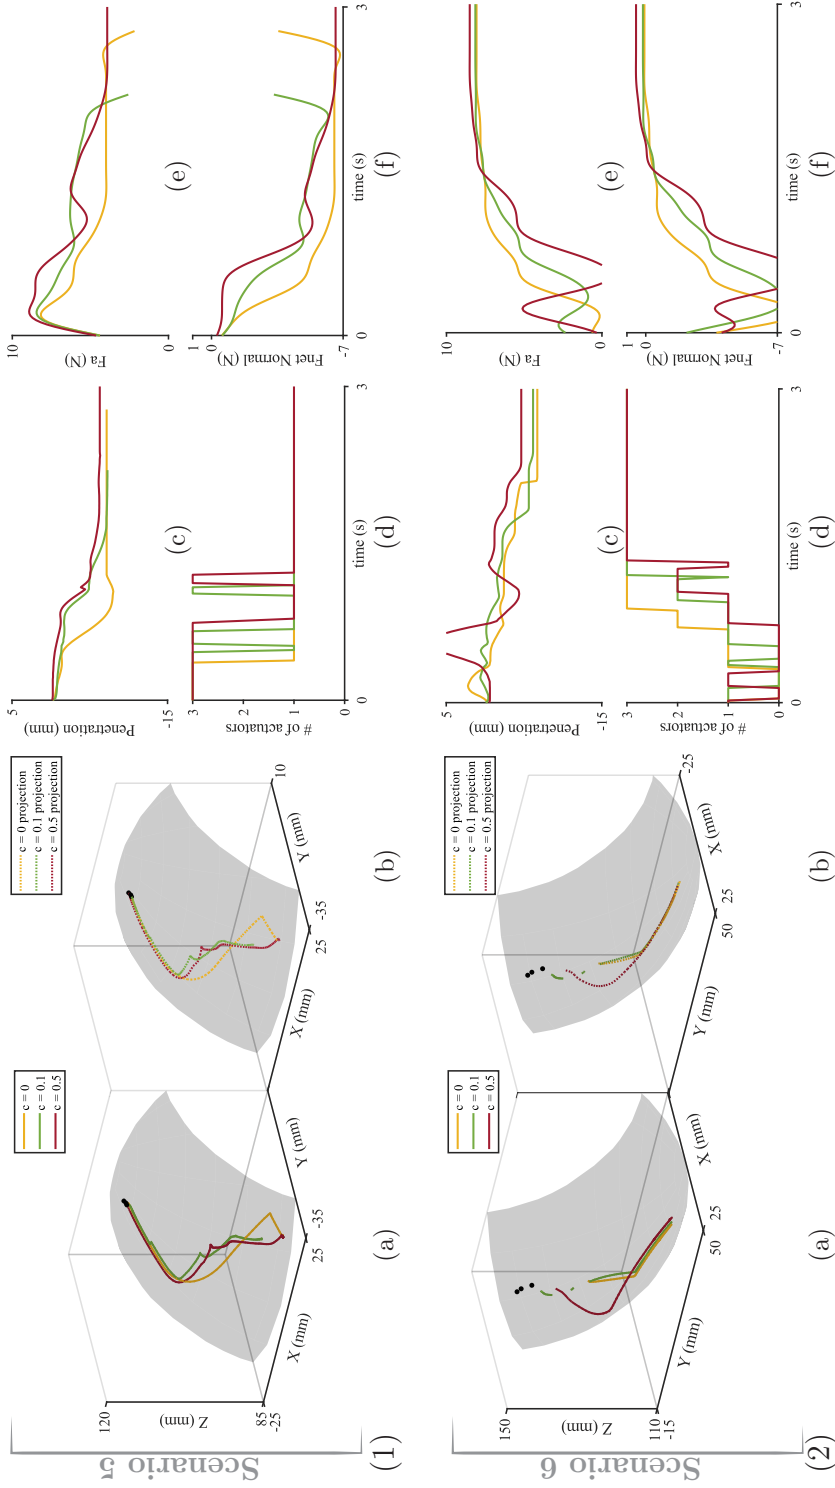 Scenario 5
(1)
120
Z (mm)
85
-25
X (mm)
25
-35
Y (mm)
c = 0
c = 0.1
c = 0.5
(a)
X (mm)
25
-35
Y (mm)
10
c = 0 projection
c = 0.1 projection
c = 0.5 projection
(b)
5
Penetration (mm)
-15
(c)
3
2
1
0
# of actuators
0
time (s)
3
(d)
10
Fa (N)
0
(e)
1
0
Fnet Normal (N)
-7
0
time (s)
3
(f)
Scenario 6
(2)
150
Z (mm)
110
-15
Y (mm)
50
25
X (mm)
c = 0
c = 0.1
c = 0.5
(a)
Y (mm)
50
25
X (mm)
-25
c = 0 projection
c = 0.1 projection
c = 0.5 projection
(b)
5
Penetration (mm)
-15
(c)
3
2
1
0
# of actuators
0
time (s)
3
(d)
10
Fa (N)
0
(e)
1
0
Fnet Normal (N)
-7
0
time (s)
3
(f)